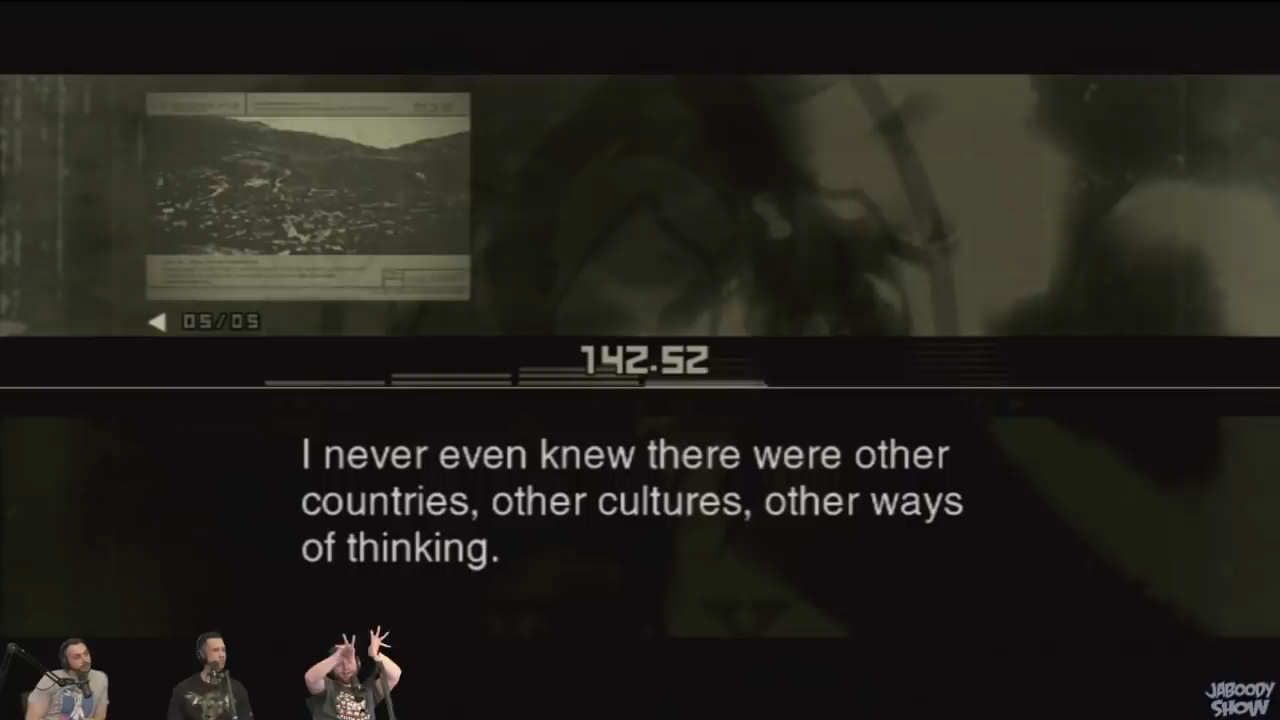 05/05
142.52
I never even knew there were other
countries, other cultures, other ways
of thinking.
JABOODY
SHOW